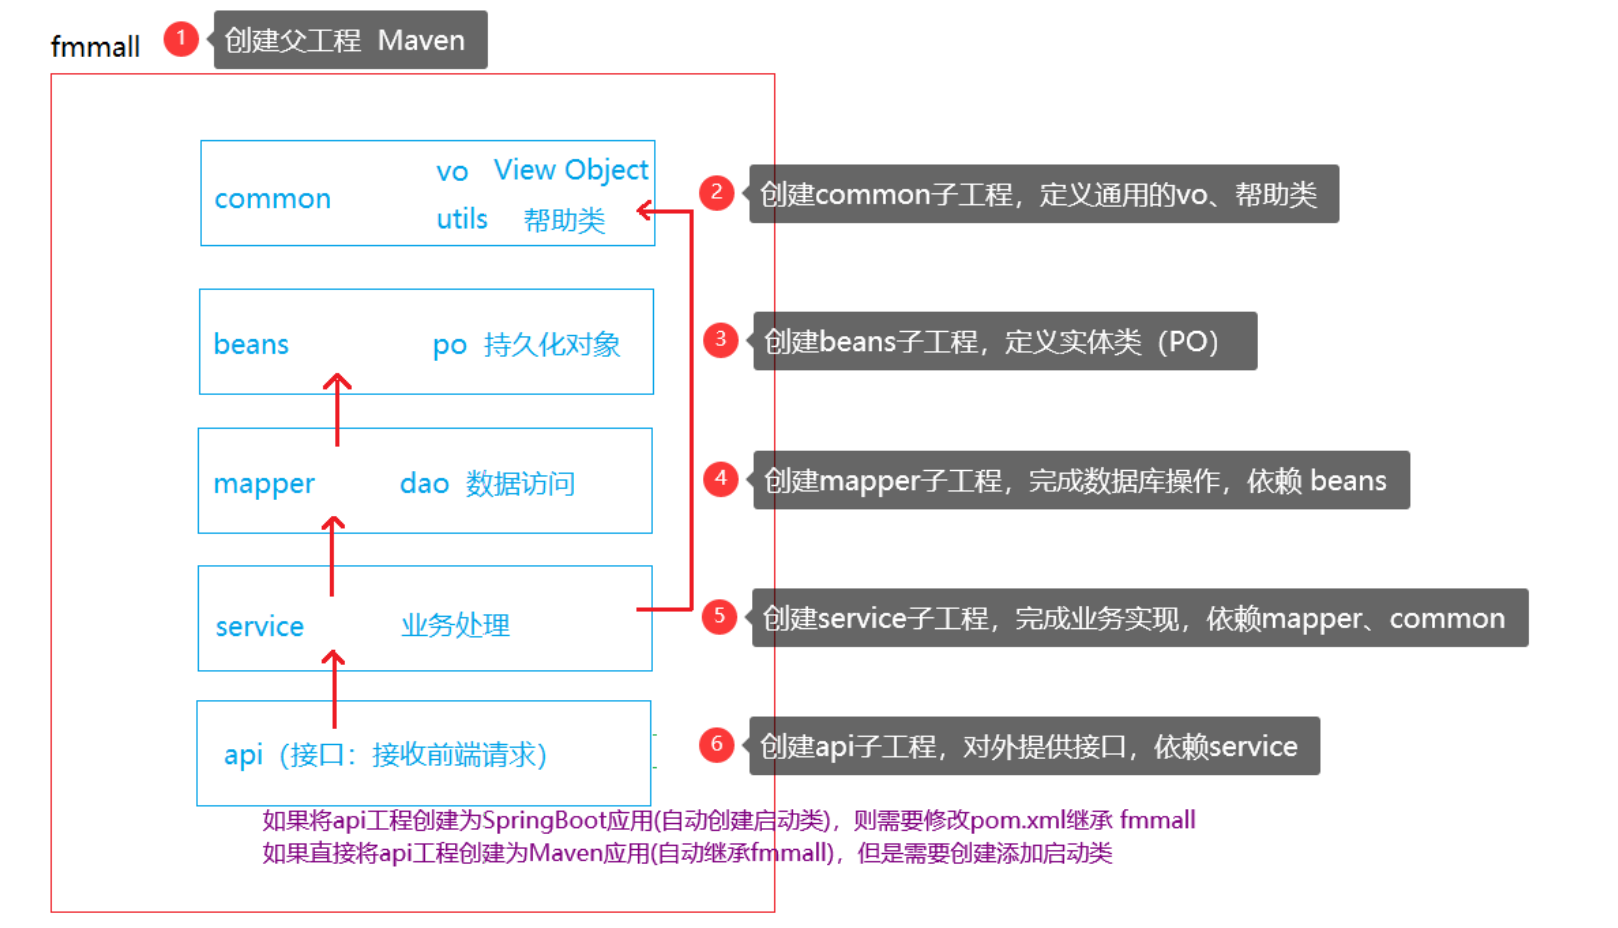 fmmall
1
创建父工程 Maven
common
vo View Object
utils 帮助类
2
创建common子工程，定义通用的vo、帮助类
beans
po 持久化对象
3
创建beans子工程，定义实体类（PO）
mapper
dao 数据访问
4
创建mapper子工程，完成数据库操作，依赖 beans
service
业务处理
5
创建service子工程，完成业务实现，依赖mapper、common
api（接口：接收前端请求）
6
创建api子工程，对外提供接口，依赖service
如果将api工程创建为SpringBoot应用(自动创建启动类)，则需要修改pom.xml继承 fmmall
如果直接将api工程创建为Maven应用(自动继承fmmall)，但是需要创建添加启动类